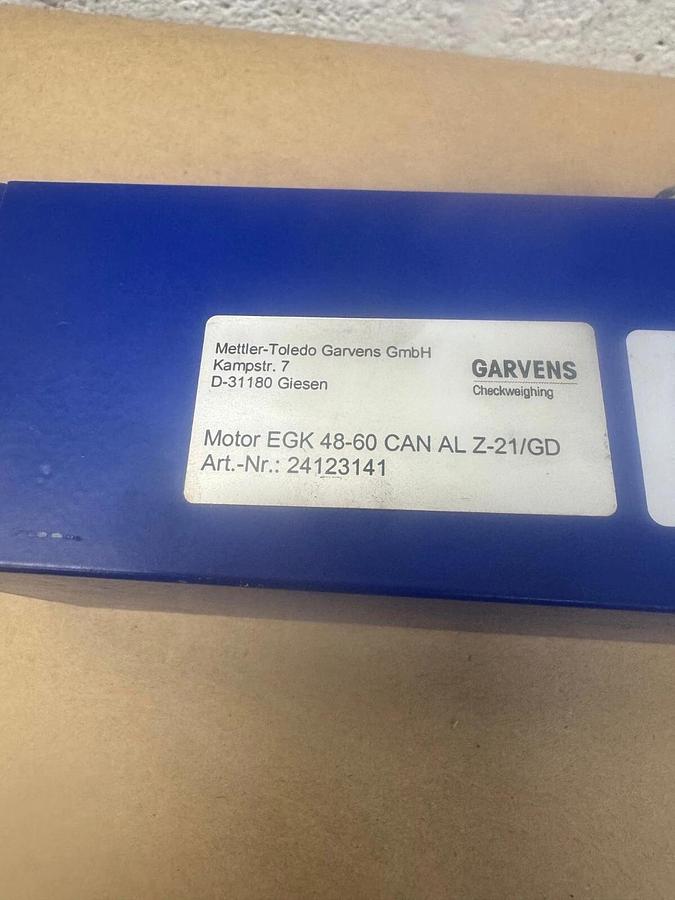 Mettler-Toledo Garvens GmbH
Kampstr. 7
D-31180 Giesen
GARVENS
Checkweighing
Motor EGK 48-60 CAN AL Z-21/GD
Art.-Nr.: 24123141